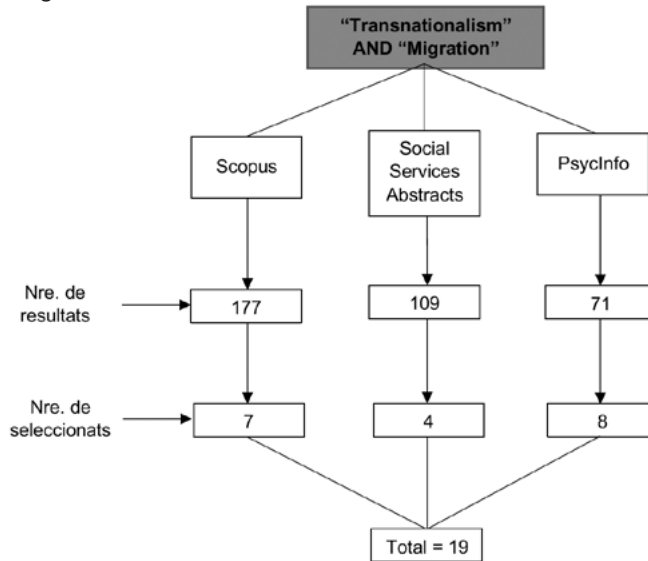 “Transnationalism”
AND “Migration”
Scopus
Social
Services
Abstracts
PsycInfo
Nre. de
resultats
177
109
71
Nre. de
seleccionats
7
4
8
Total = 19